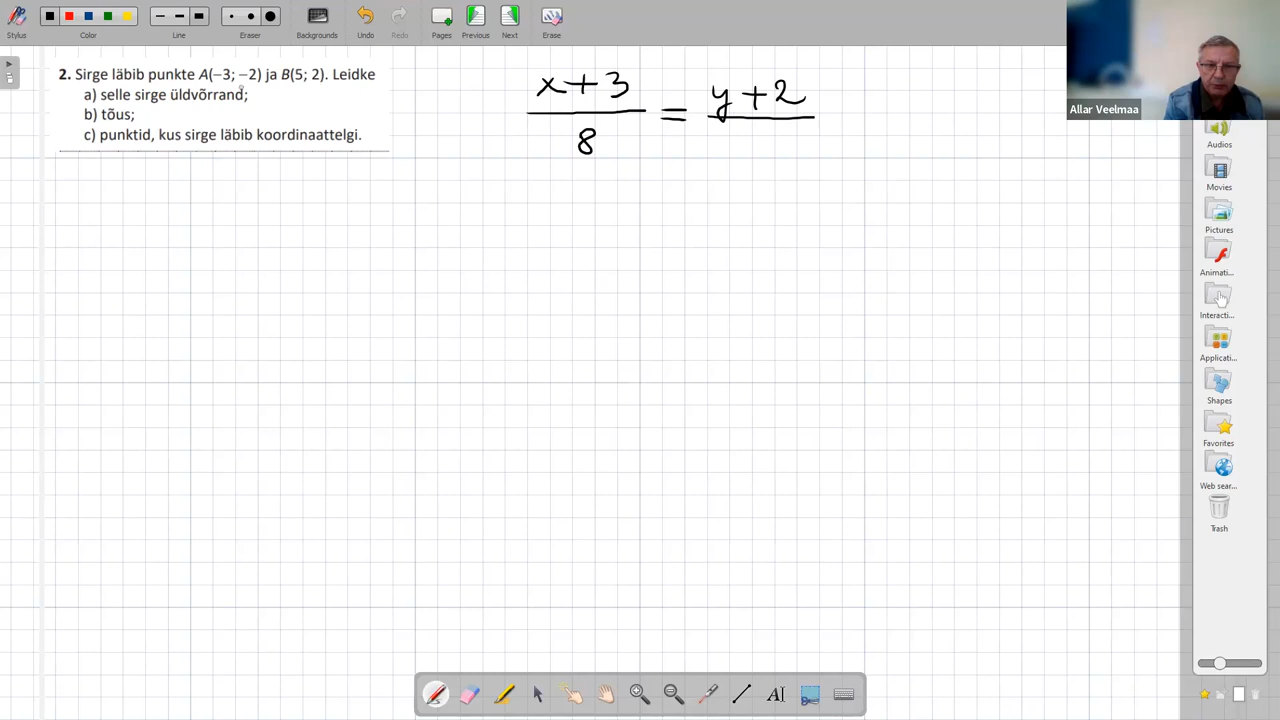 Stylus
Color
Line
Eraser
Backgrounds
Undo
Redo
Pages
Previous
Next
Erase
2. Sirge läbib punkte A(−3; −2) ja B(5; 2). Leidke
a) selle sirge üldvõrrand;
b) tõus;
c) punktid, kus sirge läbib koordinaattelgi.
x+3 / 8 = y+2
Allar Veelmaa
Audios
Movies
Pictures
Animati...
Interacti...
Applicati...
Shapes
Favorites
Web sear...
Trash
A